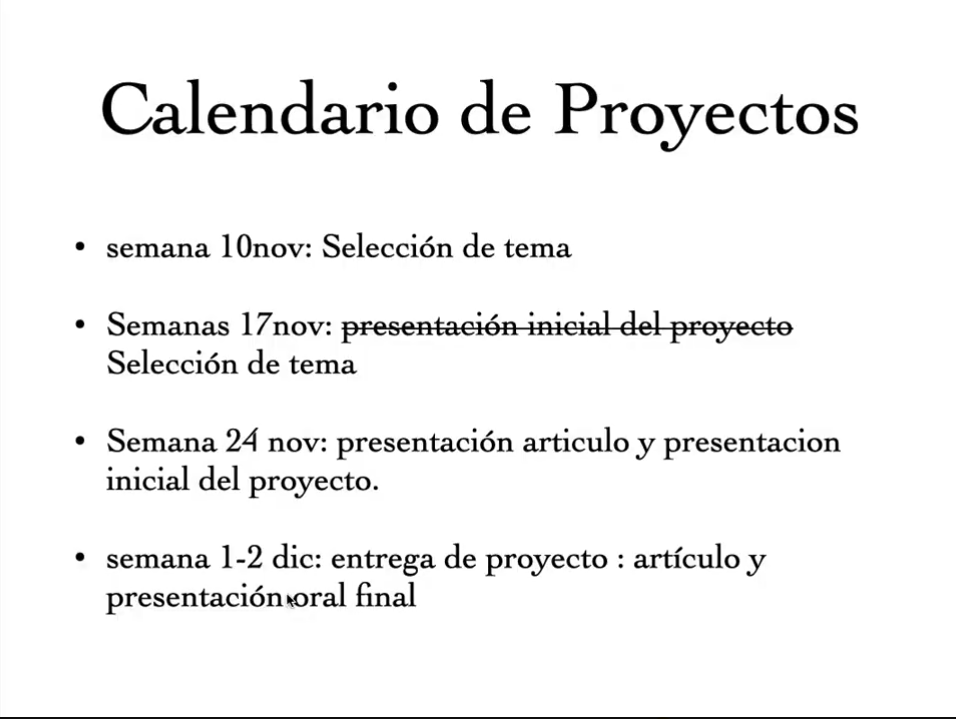 Calendario de Proyectos
• semana 10nov: Selección de tema
• Semanas 17nov: presentación inicial del proyecto
Selección de tema
• Semana 24 nov: presentación articulo y presentacion
inicial del proyecto.
• semana 1-2 dic: entrega de proyecto : artículo y
presentación oral final